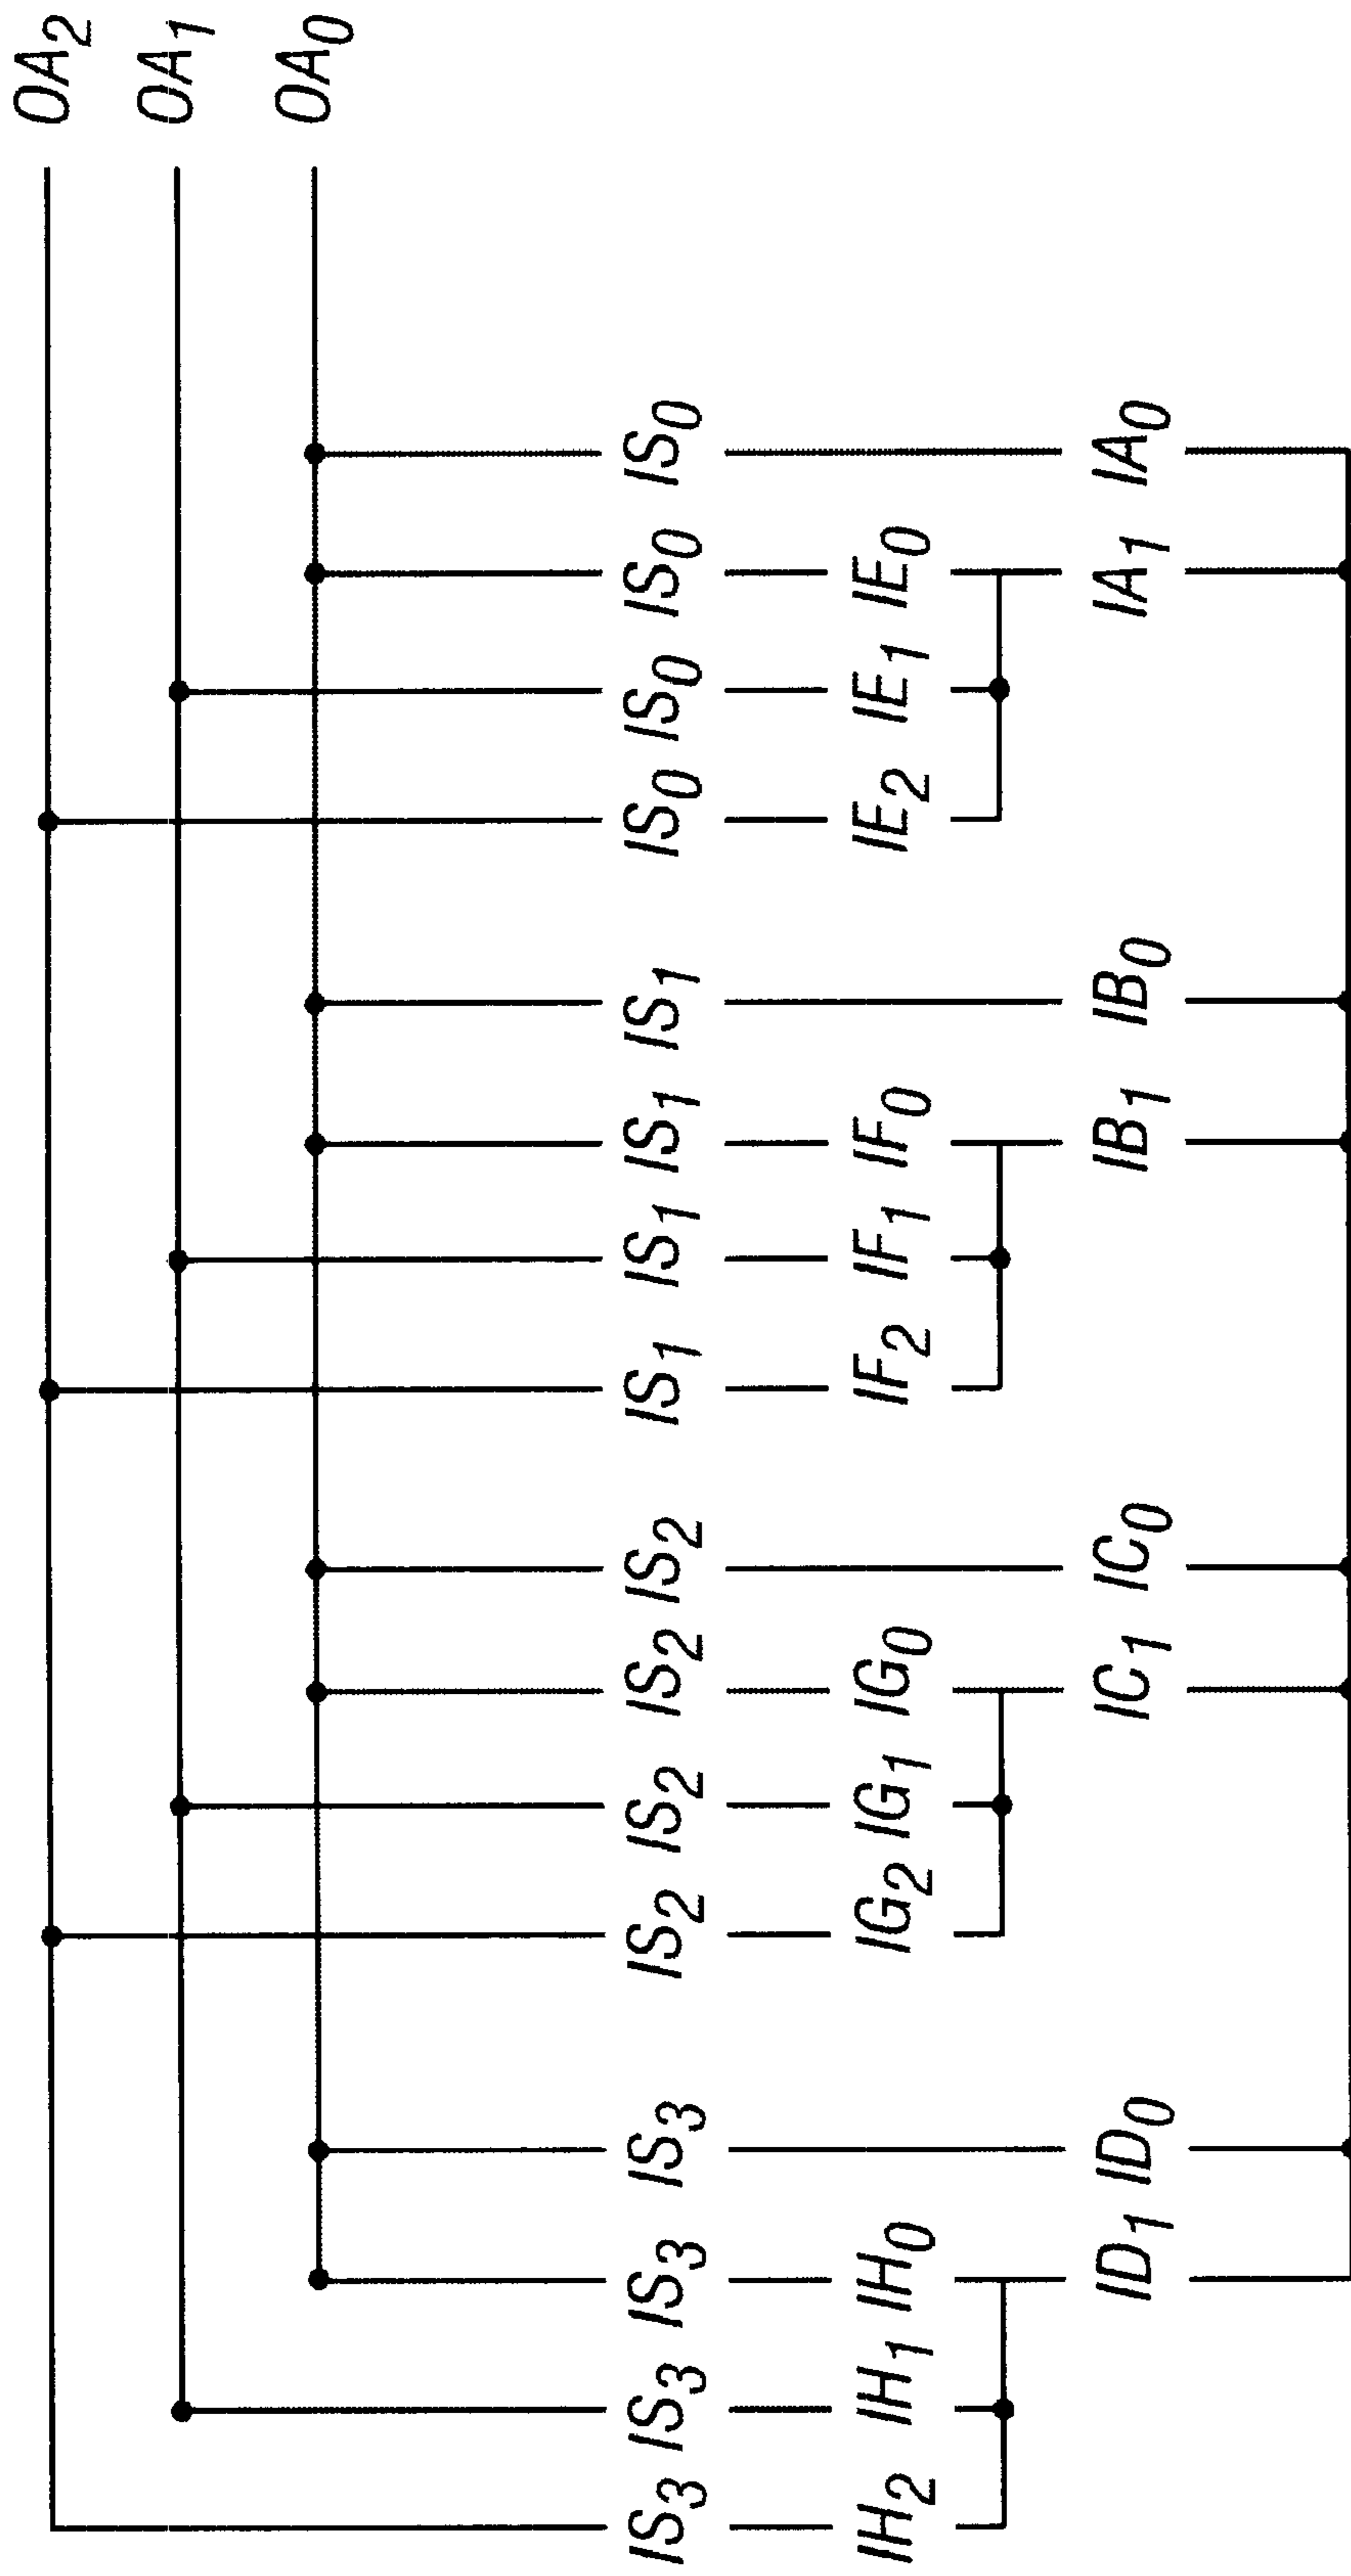 OA₂
OA₁
OA₀
IS₃ IS₃ IS₃ IS₃ IS₂ IS₂ IS₂ IS₂ IS₁ IS₁ IS₁ IS₁ IS₀ IS₀ IS₀ IS₀
IH₂ IH₁ IH₀ IG₂ IG₁ IG₀ IF₂ IF₁ IF₀ IE₂ IE₁ IE₀
ID₁ ID₀ IC₁ IC₀ IB₁ IB₀ IA₁ IA₀